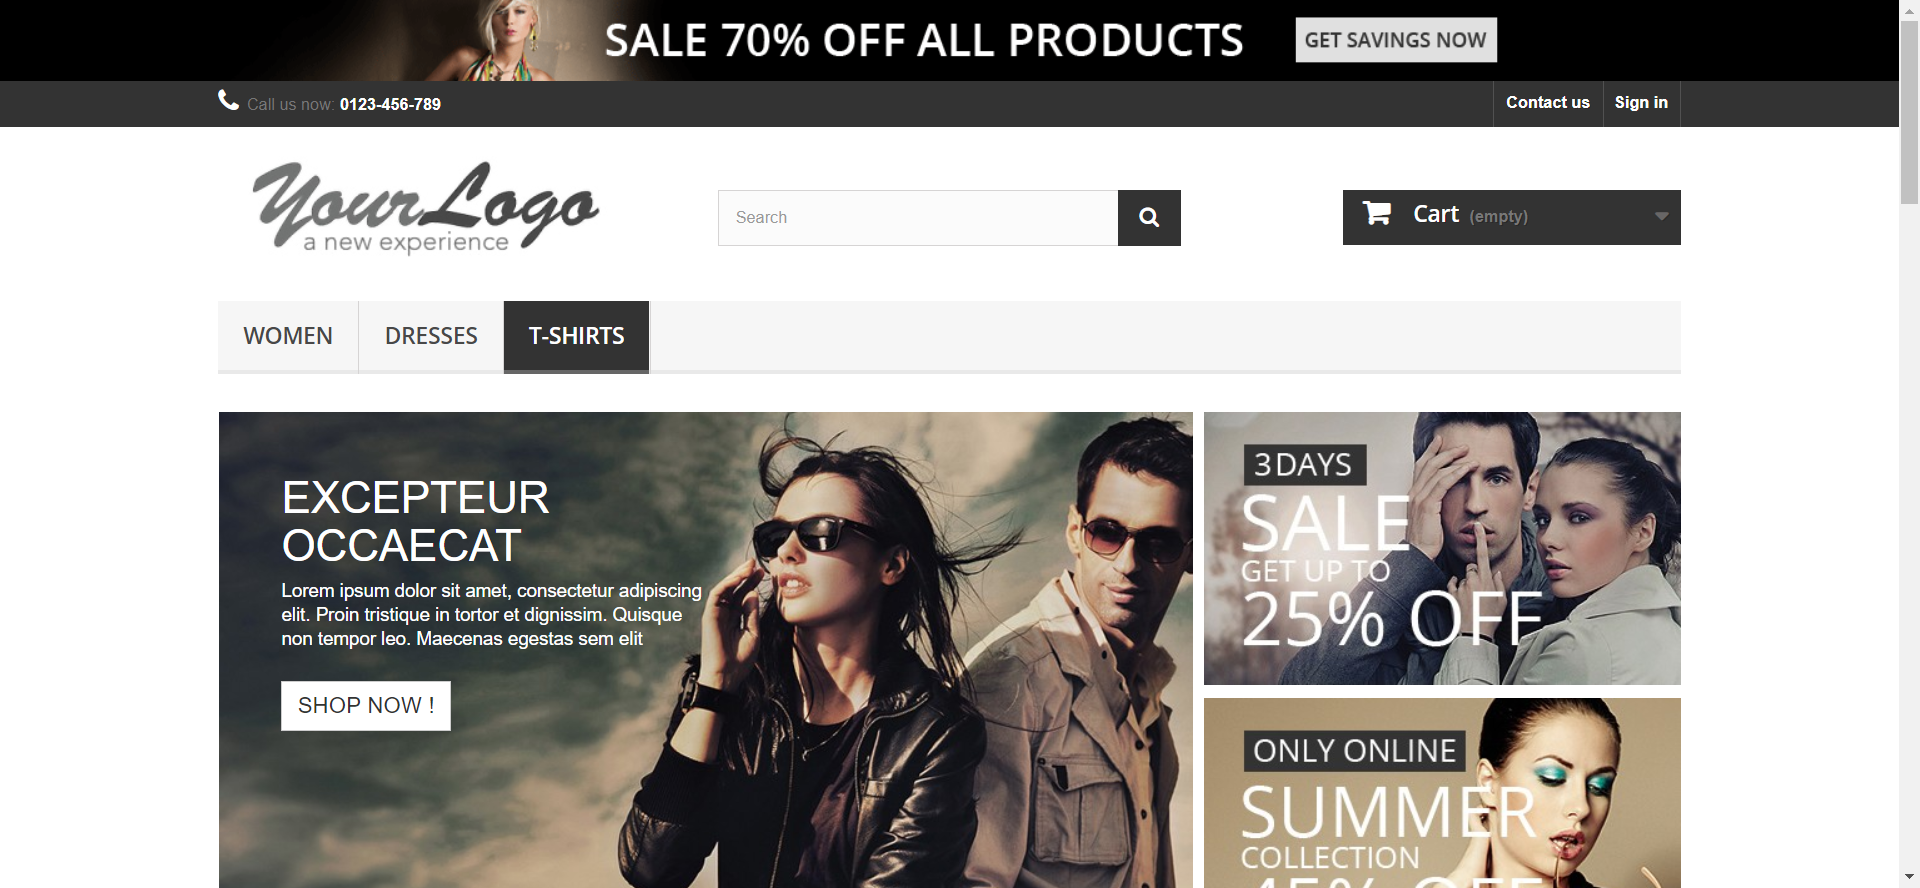 SALE 70% OFF ALL PRODUCTS
GET SAVINGS NOW
Call us now: 0123-456-789
Contact us
Sign in
YourLogo
a new experience
Search
Cart (empty)
WOMEN
DRESSES
T-SHIRTS
EXCEPTEUR
OCCAECAT
Lorem ipsum dolor sit amet, consectetur adipiscing
elit. Proin tristique in tortor et dignissim. Quisque
non tempor leo. Maecenas egestas sem elit
SHOP NOW !
3 DAYS
SALE
GET UP TO
25% OFF
ONLY ONLINE
SUMMER
COLLECTION
45% OFF